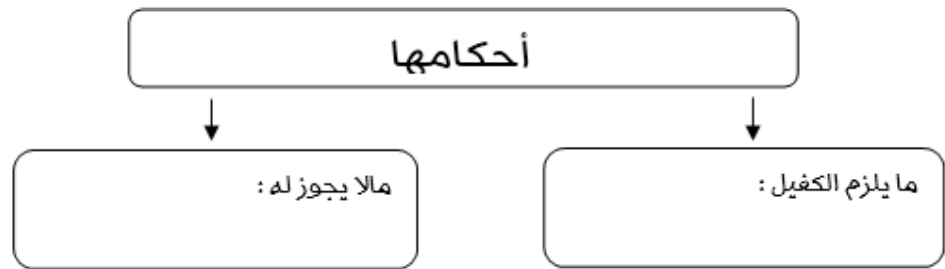 أحكامها
ما يلزم الكفيل :
مالا يجوز له :